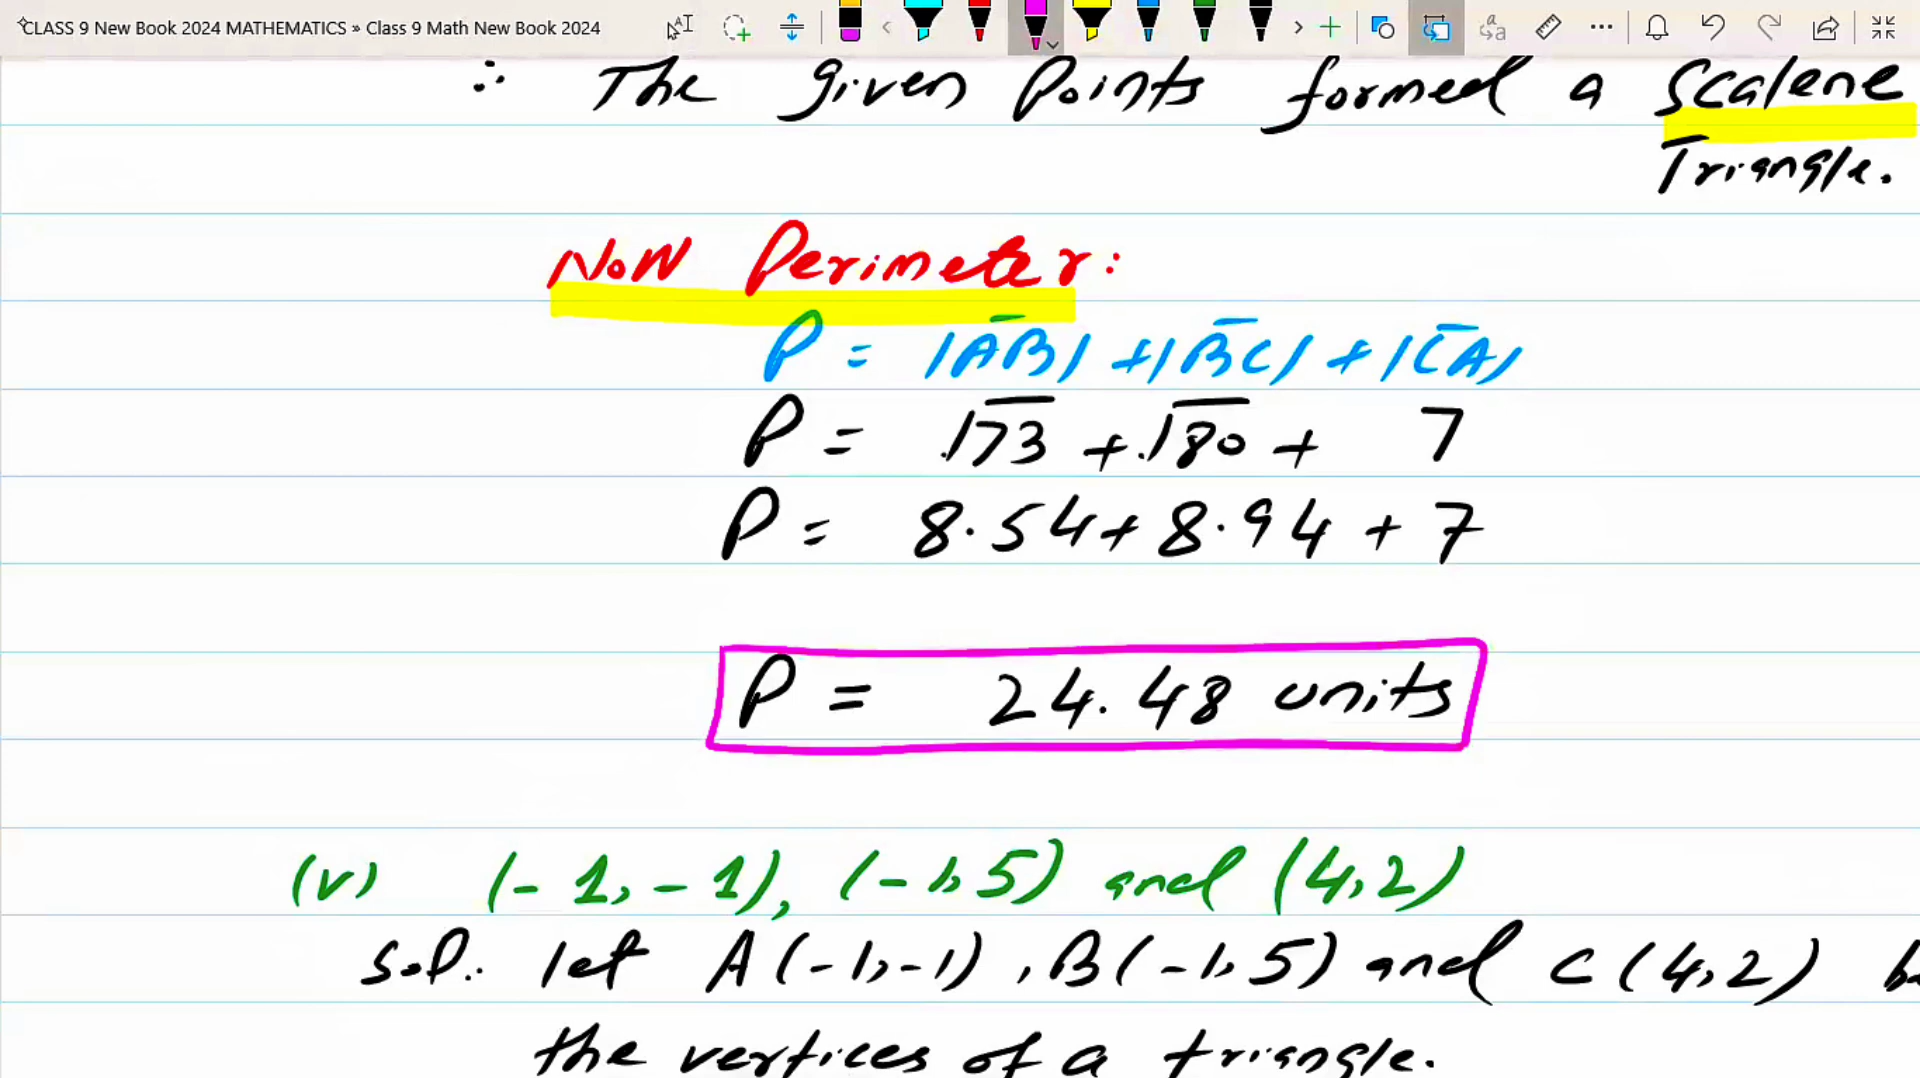 CLASS 9 New Book 2024 MATHEMATICS » Class 9 Math New Book 2024
∴ The given Points formed a Scalene
Triangle.
Now Perimeter:
P = |AB| + |BC| + |CA|
P = √73 + √80 + 7
P = 8.54 + 8.94 + 7
P = 24.48 units
(v) (-1, -1), (-1, 5) and (4, 2)
Sol: let A(-1, -1), B(-1, 5) and C(4, 2)
the vertices of a triangle.